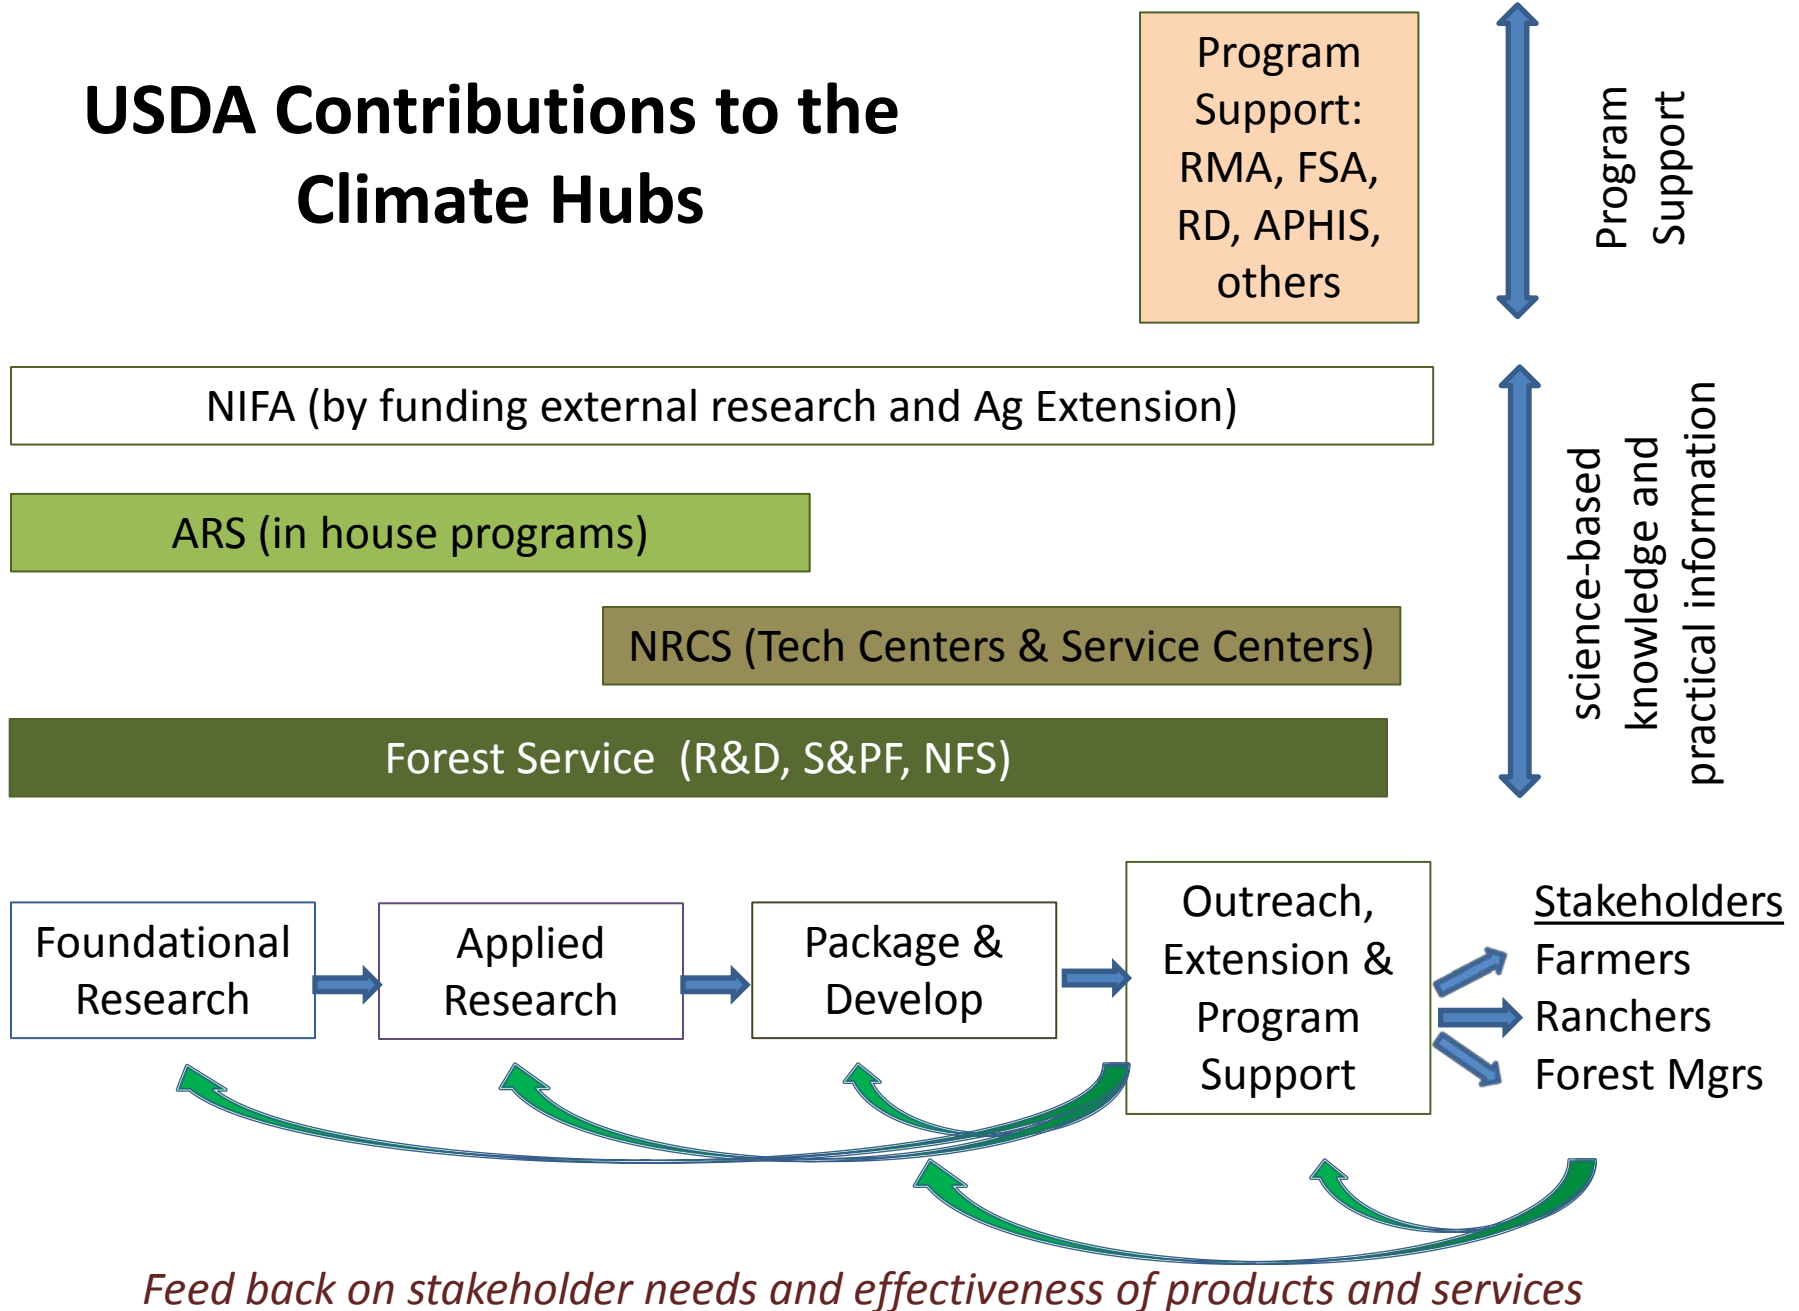 USDA Contributions to the
Climate Hubs
Program
Support:
RMA, FSA,
RD, APHIS,
others
Program
Support
NIFA (by funding external research and Ag Extension)
ARS (in house programs)
NRCS (Tech Centers & Service Centers)
Forest Service  (R&D, S&PF, NFS)
science-based
knowledge and
practical information
Foundational
Research
Applied
Research
Package &
Develop
Outreach,
Extension &
Program
Support
Stakeholders
Farmers
Ranchers
Forest Mgrs
Feed back on stakeholder needs and effectiveness of products and services